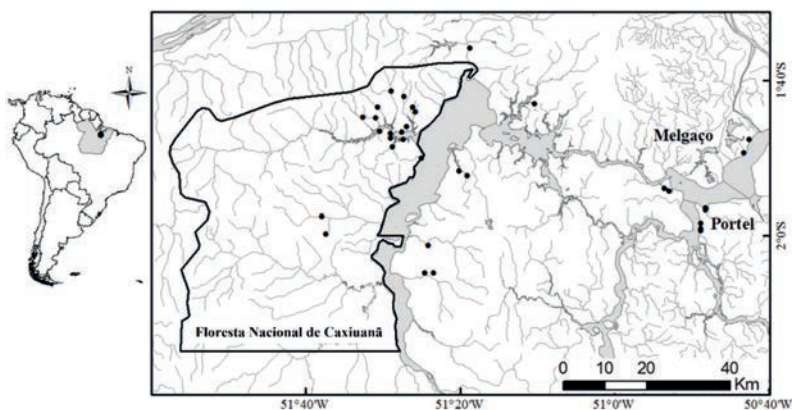 N
1°40'S
Melgaço
Portel
2°0'S
Floresta Nacional de Caxiuanã
0 10 20 40
Km
51°40'W 51°20'W 51°0'W 50°40'W